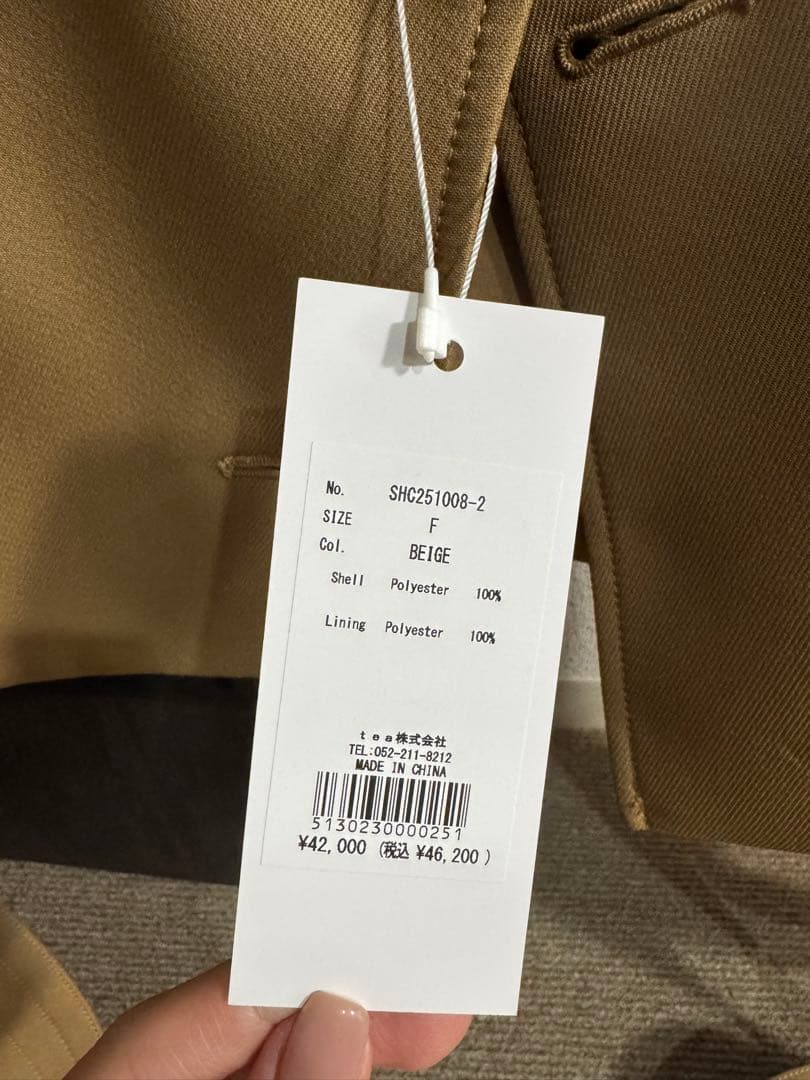 No. SHC251008-2
SIZE F
Col. BEIGE
Shell Polyester 100%
Lining Polyester 100%
ｔｅａ株式会社
TEL:052-211-8212
MADE IN CHINA
5130230000251
¥42,000 (税込 ¥46,200 )